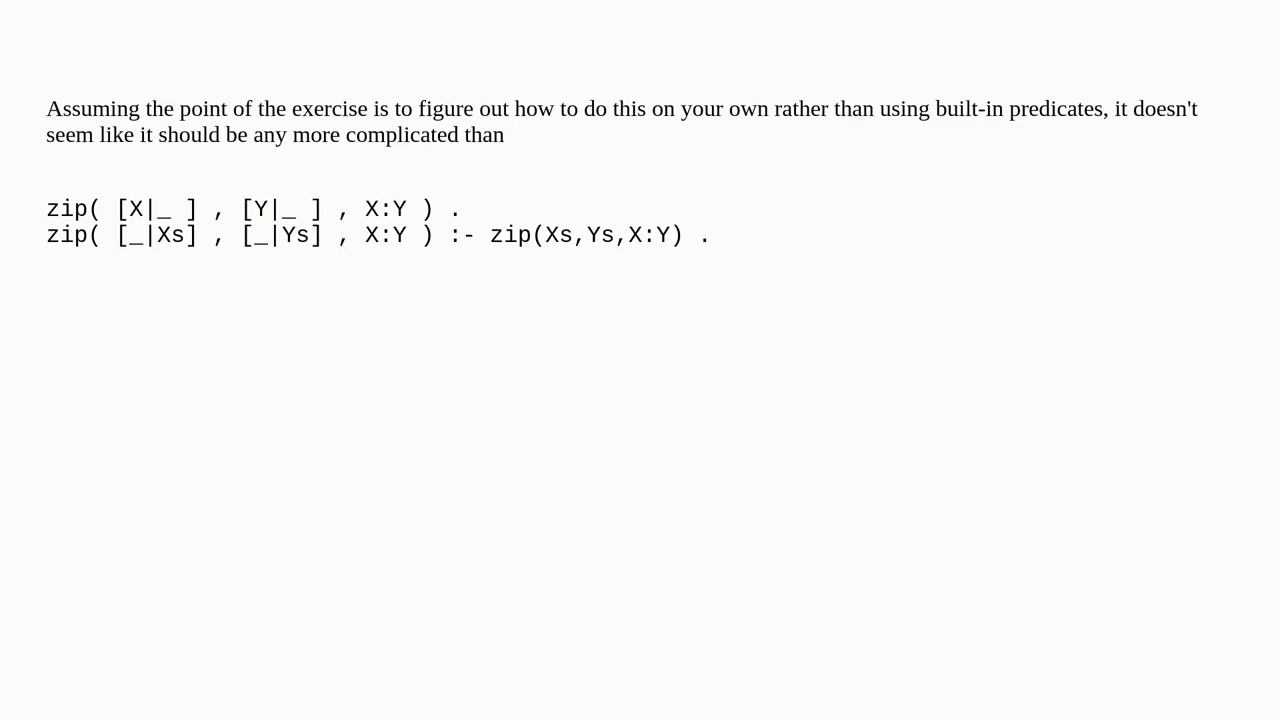 Assuming the point of the exercise is to figure out how to do this on your own rather than using built-in predicates, it doesn't
seem like it should be any more complicated than
zip( [X|_ ] , [Y|_ ] , X:Y ) .
zip( [_|Xs] , [_|Ys] , X:Y ) :- zip(Xs,Ys,X:Y) .